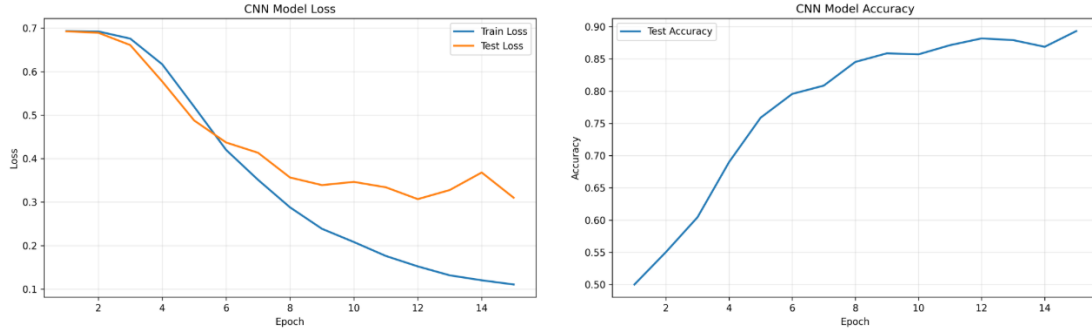 CNN Model Loss
Train Loss
Test Loss
0.7
0.6
0.5
0.4
0.3
0.2
0.1
Loss
2 4 6 8 10 12 14
Epoch
CNN Model Accuracy
Test Accuracy
0.90
0.85
0.80
0.75
0.70
0.65
0.60
0.55
0.50
Accuracy
2 4 6 8 10 12 14
Epoch